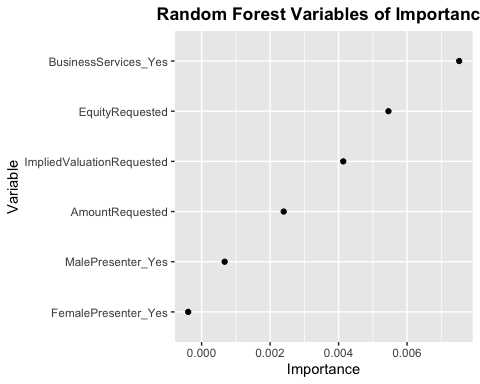 Random Forest Variables of Importanc
BusinessServices_Yes
EquityRequested
ImpliedValuationRequested
AmountRequested
MalePresenter_Yes
FemalePresenter_Yes
Variable
0.000 0.002 0.004 0.006
Importance